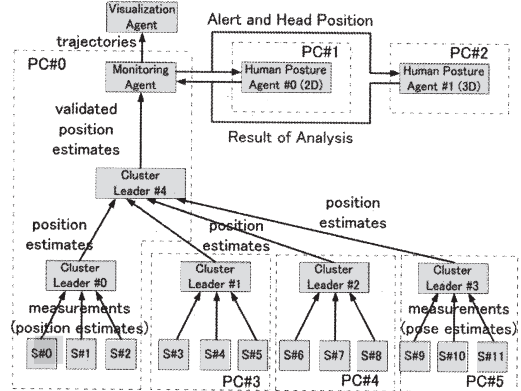 Visualization
Agent
trajectories
Alert and Head Position
PC#0
PC#1
PC#2
Monitoring
Agent
Human Posture
Agent #0 (2D)
Human Posture
Agent #1 (3D)
validated
position
estimates
Result of Analysis
Cluster
Leader #4
position
estimates
position
estimates
position
estimates
Cluster
Leader #0
Cluster
Leader #1
Cluster
Leader #2
Cluster
Leader #3
measurements
(position estimates)
measurements
(pose estimates)
S#0
S#1
S#2
S#3
S#4
S#5
S#6
S#7
S#8
S#9
S#10
S#11
PC#3
PC#4
PC#5